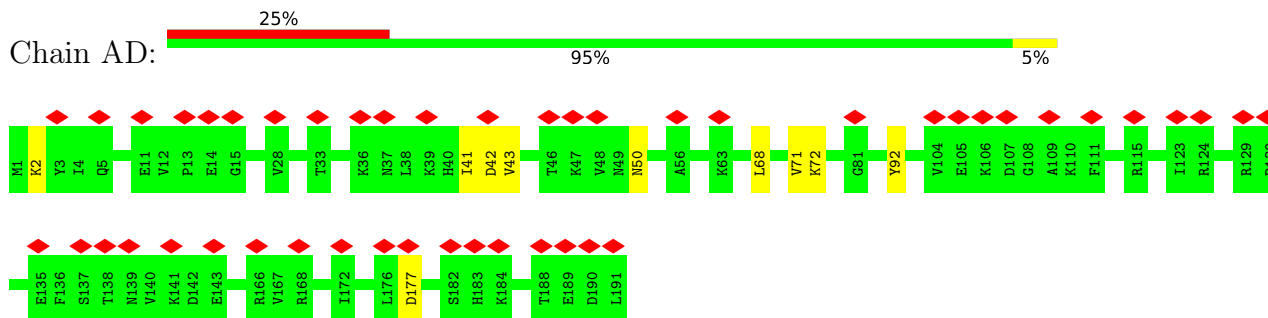 25%
Chain AD:
95% 5%
M1 K2 Y3 I4 Q5 E11 V12 P13 E14 G15 V28 T33 K36 N37 L38 K39 H40 I41 D42 V43 T46 K47 V48 N49 N50 A56 K63 L68 V71 K72 G81 Y92 V104 E105 K106 D107 G108 A109 K110 F111 R115 I123 R124 R129
E135 F136 S137 T138 N139 V140 K141 D142 E143 R166 V167 R168 I172 L176 D177 S182 H183 K184 T188 E189 D190 L191